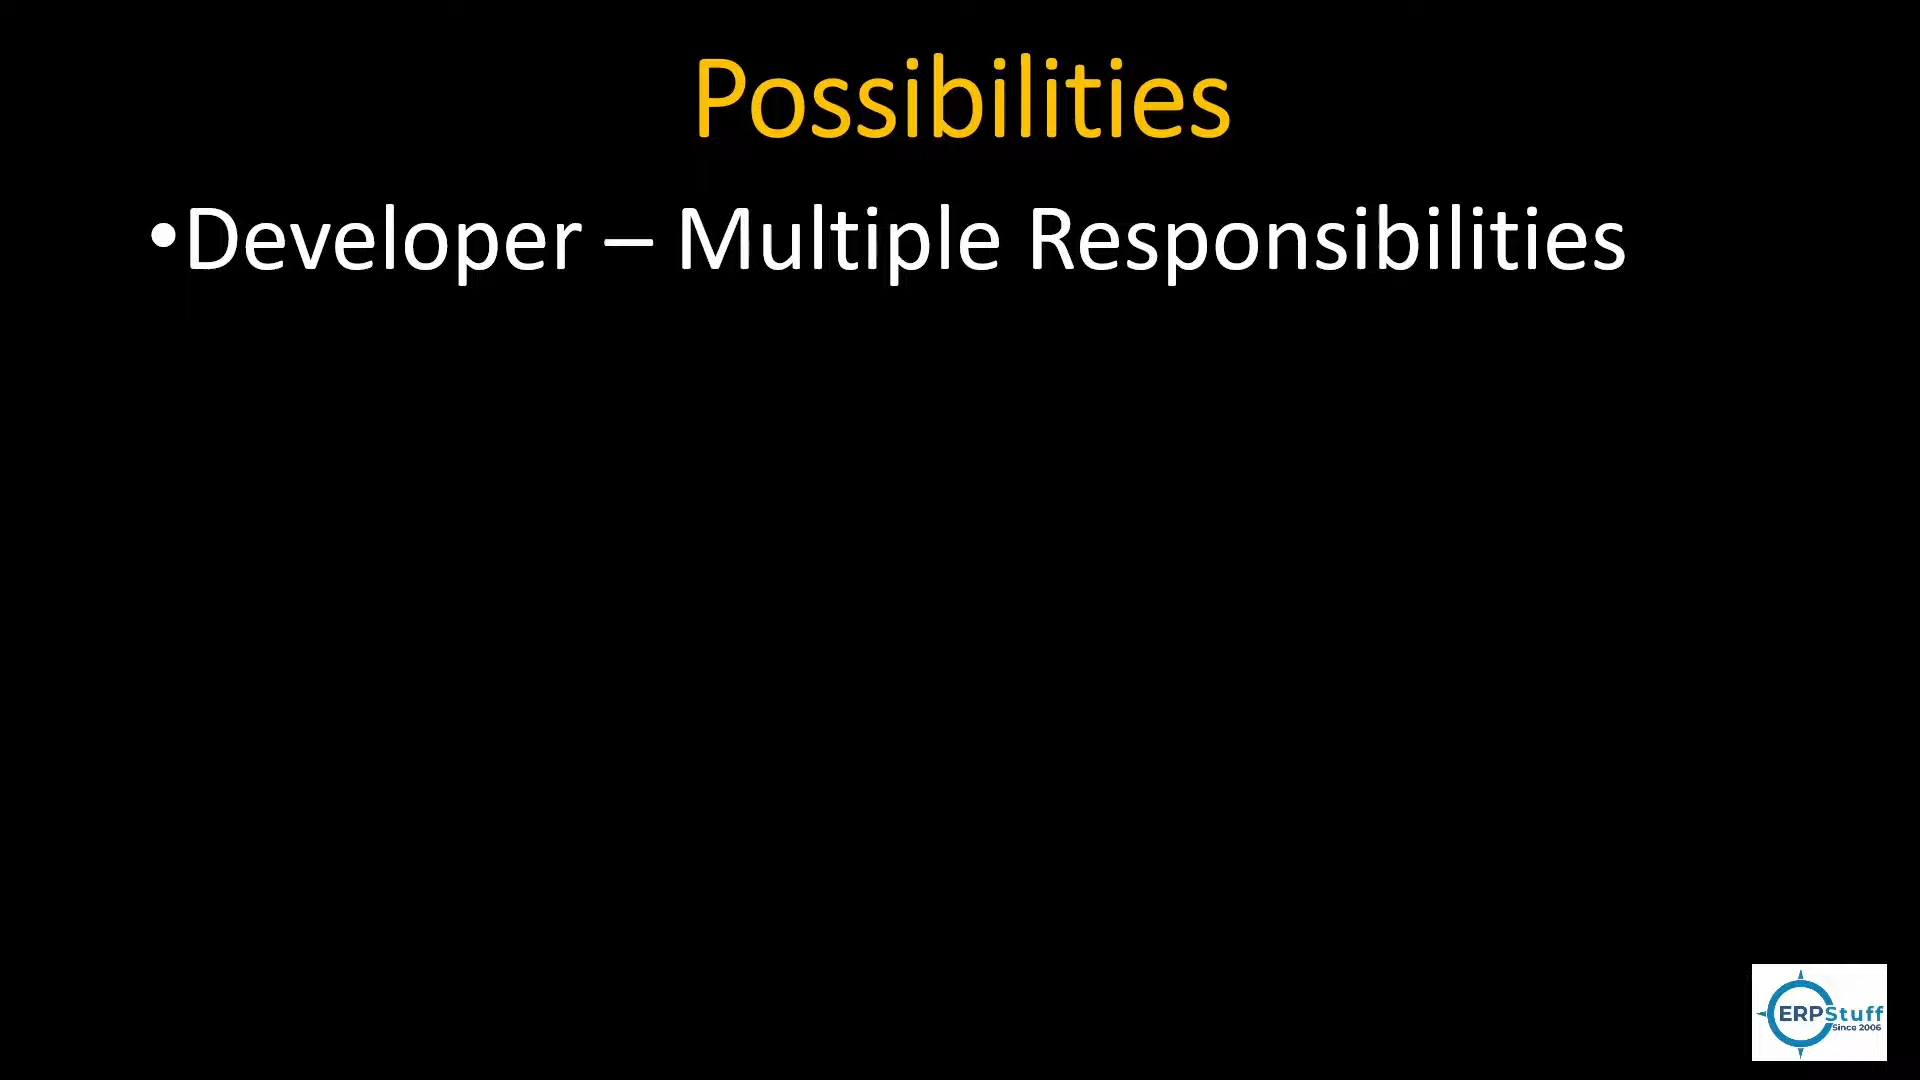 Possibilities
•Developer – Multiple Responsibilities
ERPStuff
Since 2006